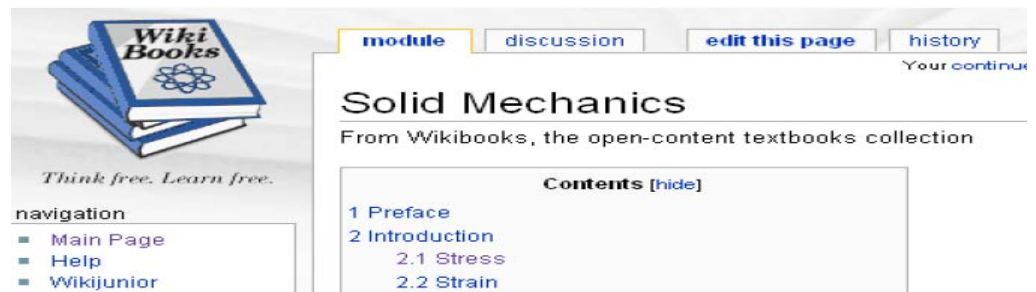 Wiki
Books
Think free. Learn free.
navigation
Main Page
Help
Wikijunior
module discussion edit this page history
Your continue
Solid Mechanics
From Wikibooks, the open-content textbooks collection
Contents [hide]
1 Preface
2 Introduction
2.1 Stress
2.2 Strain